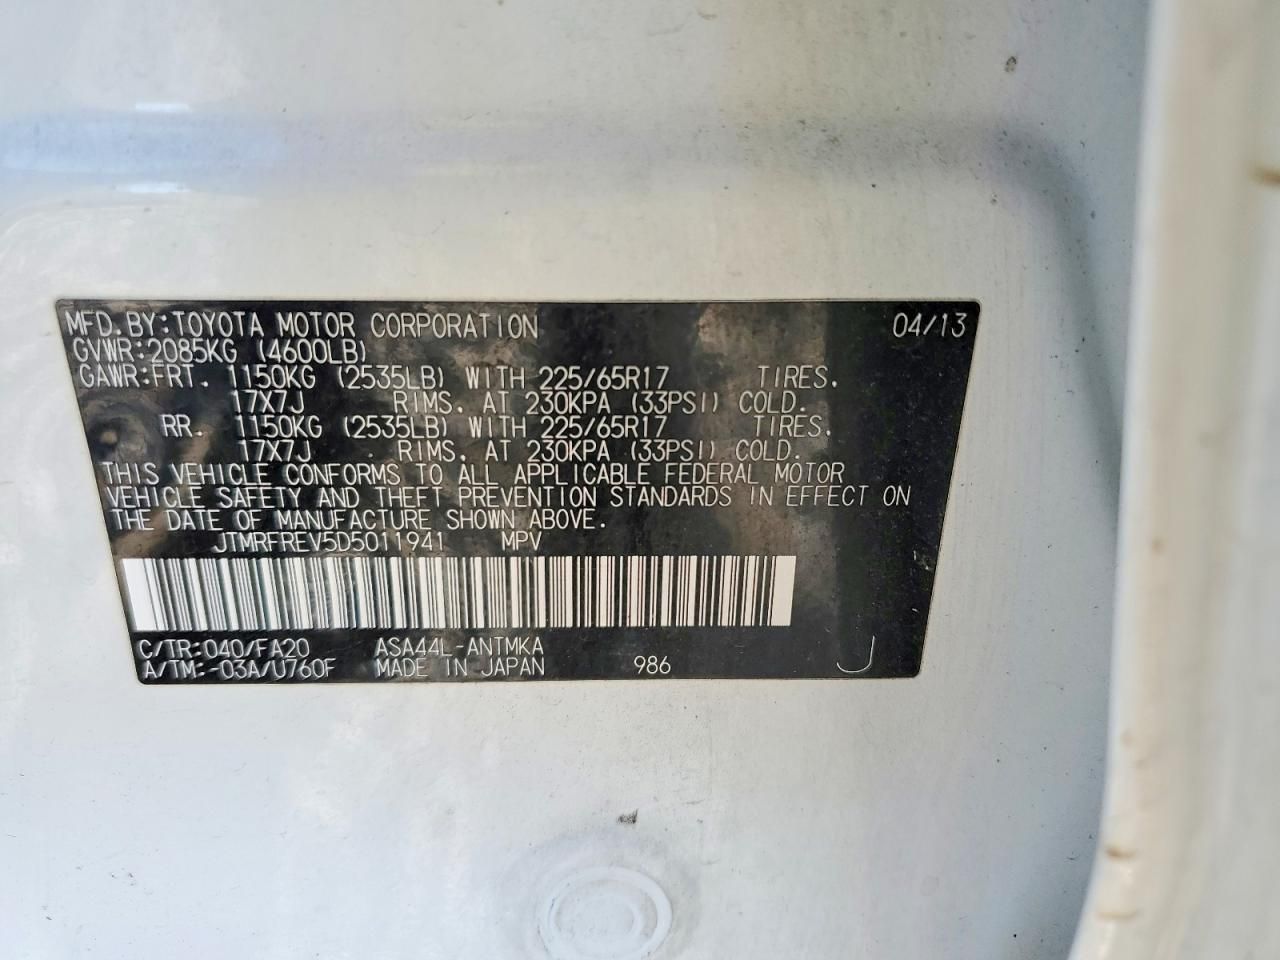 MFD.BY:TOYOTA MOTOR CORPORATION 04/13
GVWR:2085KG (4600LB)
GAWR:FRT. 1150KG (2535LB) WITH 225/65R17 TIRES.
17X7J RIMS. AT 230KPA (33PSI) COLD.
RR. 1150KG (2535LB) WITH 225/65R17 TIRES.
17X7J RIMS. AT 230KPA (33PSI) COLD.
THIS VEHICLE CONFORMS TO ALL APPLICABLE FEDERAL MOTOR
VEHICLE SAFETY AND THEFT PREVENTION STANDARDS IN EFFECT ON
THE DATE OF MANUFACTURE SHOWN ABOVE.
JTMRFREV5D5011941 MPV
C/TR:040/FA20 ASA44L-ANTMKA
A/TM:-03A/U760F MADE IN JAPAN 986 J